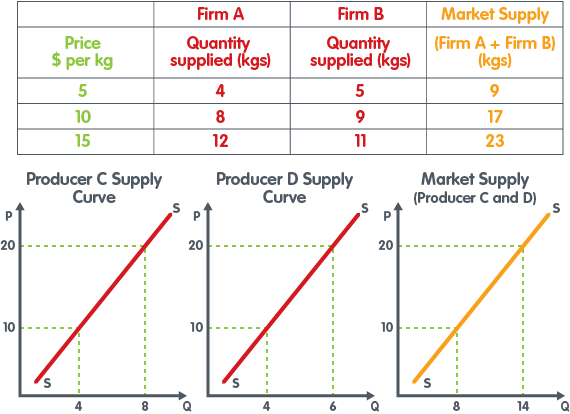 Firm A Firm B Market Supply
Price Quantity Quantity (Firm A + Firm B)
$ per kg supplied (kgs) supplied (kgs) (kgs)
5 4 5 9
10 8 9 17
15 12 11 23
Producer C Supply
Curve
P
S
20
10
S
4 8 Q
Producer D Supply
Curve
P
S
20
10
S
4 6 Q
Market Supply
(Producer C and D)
P
S
20
10
S
8 14 Q